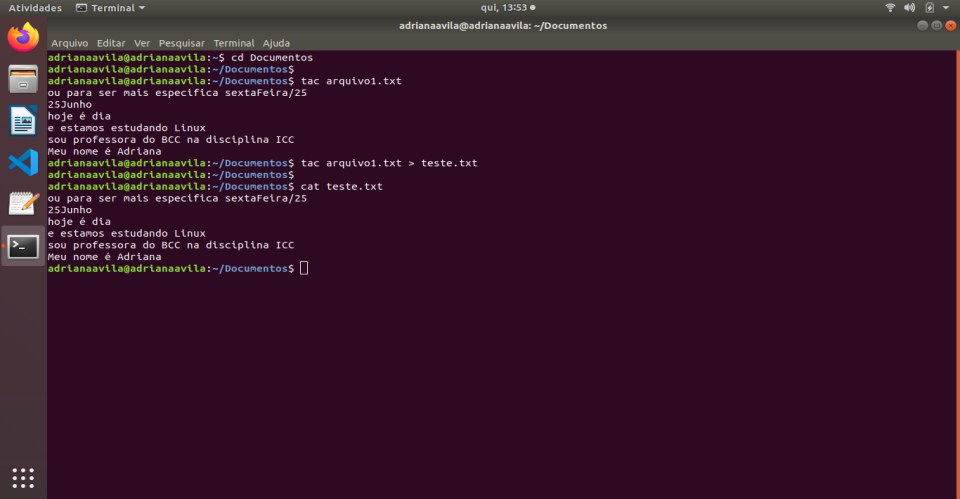 Atividades
Terminal
qui, 13:53
adrianaavila@adrianaavila: ~/Documentos
Arquivo Editar Ver Pesquisar Terminal Ajuda
adrianaavila@adrianaavila:~$ cd Documentos
adrianaavila@adrianaavila:~/Documentos$
adrianaavila@adrianaavila:~/Documentos$ tac arquivo1.txt
ou para ser mais especifica sextaFeira/25
25Junho
hoje é dia
e estamos estudando Linux
sou professora do BCC na disciplina ICC
Meu nome é Adriana
adrianaavila@adrianaavila:~/Documentos$ tac arquivo1.txt > teste.txt
adrianaavila@adrianaavila:~/Documentos$
adrianaavila@adrianaavila:~/Documentos$ cat teste.txt
ou para ser mais especifica sextaFeira/25
25Junho
hoje é dia
e estamos estudando Linux
sou professora do BCC na disciplina ICC
Meu nome é Adriana
adrianaavila@adrianaavila:~/Documentos$